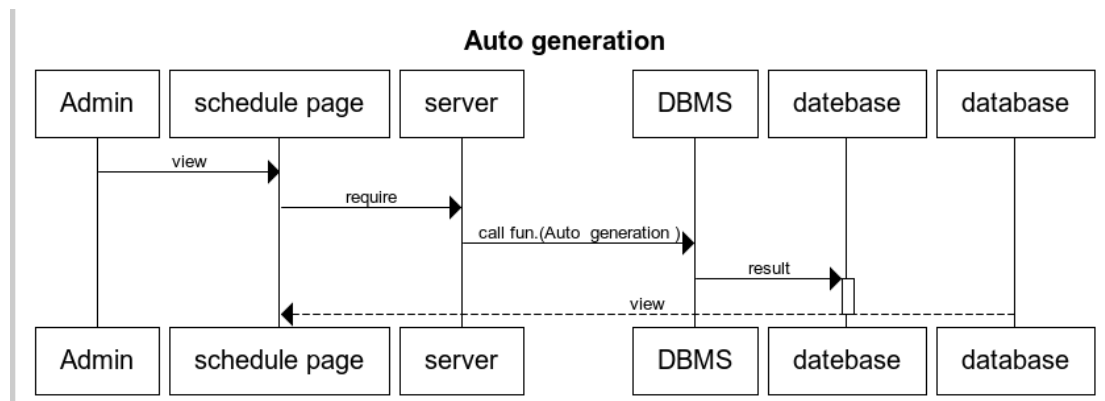 Auto generation
Admin
schedule page
server
DBMS
datebase
database
view
require
call fun.(Auto generation )
result
view
Admin
schedule page
server
DBMS
datebase
database